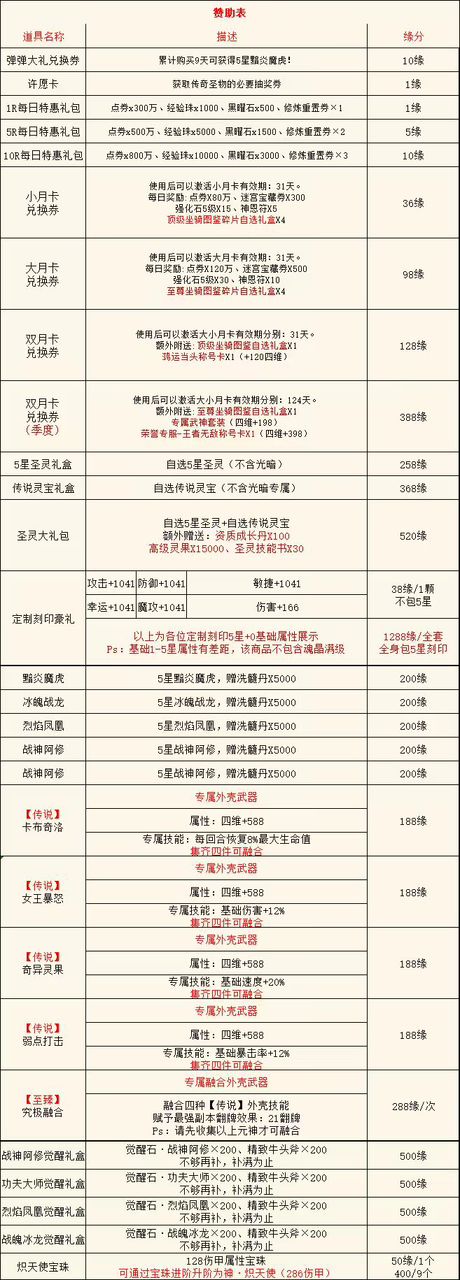 赞助表
道具名称 描述 缘分
弹弹大礼兑换券 累计购买9天可获得5星黯炎魔虎! 10缘
许愿卡 获取传奇圣物的必要抽奖券 1缘
1R每日特惠礼包 点券x300万、经验珠x1000、黑曜石x500、修炼重置券×1 1缘
5R每日特惠礼包 点券x500万、经验珠x5000、黑曜石x1500、修炼重置券×2 5缘
10R每日特惠礼包 点券x800万、经验珠x10000、黑曜石x3000、修炼重置券×3 10缘
小月卡
兑换券
使用后可以激活小月卡有效期：31天。
每日奖励:点券X80万、迷宫宝藏券X300
强化石5级X15、神恩符X5
顶级坐骑图鉴碎片自选礼盒X4
36缘
大月卡
兑换券
使用后可以激活大月卡有效期：31天。
每日奖励:点券X120万、迷宫宝藏券X500
强化石5级X30、神恩符X10
至尊坐骑图鉴碎片自选礼盒X4
98缘
双月卡
兑换券
使用后可以激活大小月卡有效期分别：31天。
额外附送:顶级坐骑图鉴自选礼盒X1
鸿运当头称号卡X1（+120四维）
128缘
双月卡
兑换券
（季度）
使用后可以激活大小月卡有效期分别：124天。
额外附送:至尊坐骑图鉴自选礼盒X1
专属武神套装（四维+198）
荣誉专服-王者无敌称号卡X1（四维+398）
388缘
5星圣灵礼盒 自选5星圣灵（不含光暗） 258缘
传说灵宝礼盒 自选传说灵宝（不含光暗专属） 368缘
圣灵大礼包
自选5星圣灵+自选传说灵宝
额外赠送：资质成长丹X100
高级灵果X15000、圣灵技能书X30
520缘
定制刻印豪礼
攻击+1041 防御+1041 敏捷+1041
幸运+1041 魔攻+1041 伤害+166
38缘/1颗
不包5星
以上为各位定制刻印5星+0基础属性展示
Ps：基础1-5星属性有差距，该商品不包含魂晶满级
1288缘/全套
全身包5星刻印
黯炎魔虎 5星黯炎魔虎，赠洗髓丹X5000 200缘
冰魄战龙 5星冰魄战龙，赠洗髓丹X5000 200缘
烈焰凤凰 5星烈焰凤凰，赠洗髓丹X5000 200缘
战神阿修 5星战神阿修，赠洗髓丹X5000 200缘
战神阿修 5星战神阿修，赠洗髓丹X5000 200缘
【传说】
卡布奇洛
专属外壳武器
属性：四维+588
专属技能：每回合恢复8%最大生命值
集齐四件可融合
188缘
【传说】
女王暴怒
专属外壳武器
属性：四维+588
专属技能：基础伤害+12%
集齐四件可融合
188缘
【传说】
奇异灵果
专属外壳武器
属性：四维+588
专属技能：基础速度+20%
集齐四件可融合
188缘
【传说】
弱点打击
专属外壳武器
属性：四维+588
专属技能：基础暴击率+12%
集齐四件可融合
188缘
【至臻】
究极融合
专属融合外壳武器
融合四种【传说】外壳技能
赋予最强副本翻牌效果：21翻牌
Ps：请先收集以上元神才可融合
288缘/次
战神阿修觉醒礼盒
觉醒石·战神阿修×200、精致牛头斧×200
不够再补，补满为止
500缘
功夫大师觉醒礼盒
觉醒石·功夫大师×200、精致牛头斧×200
不够再补，补满为止
500缘
烈焰凤凰觉醒礼盒
觉醒石·烈焰凤凰×200、精致牛头斧×200
不够再补，补满为止
500缘
战魄冰龙觉醒礼盒
觉醒石·战魄冰龙×200、精致牛头斧×200
不够再补，补满为止
500缘
炽天使宝珠
128伤甲属性宝珠
可通过宝珠进阶升阶为神·炽天使（286伤甲）
50缘/1个
400/9个